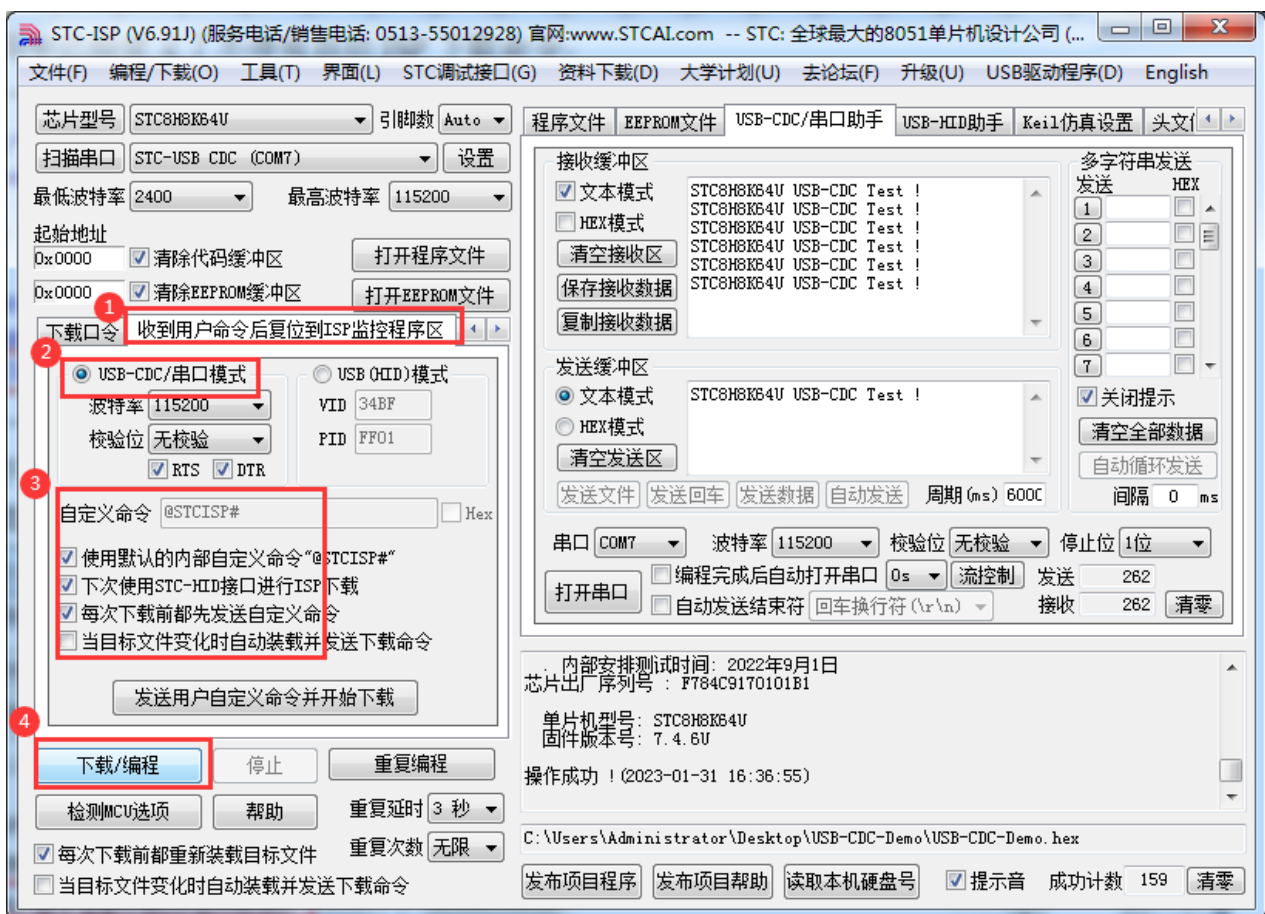 STC-ISP (V6.91J) (服务电话/销售电话: 0513-55012928) 官网:www.STCAI.com -- STC: 全球最大的8051单片机设计公司 (...
文件(F) 编程/下载(O) 工具(T) 界面(L) STC调试接口(G) 资料下载(D) 大学计划(U) 去论坛(F) 升级(U) USB驱动程序(D) English
芯片型号 STC8H8K64U 引脚数 Auto
扫描串口 STC-USB CDC (COM7) 设置
最低波特率 2400 最高波特率 115200
起始地址
0x0000 清除代码缓冲区 打开程序文件
0x0000 清除EEPROM缓冲区 打开EEPROM文件
1
下载口令 收到用户命令后复位到ISP监控程序区
2
USB-CDC/串口模式 USB(HID)模式
波特率 115200 VID 34BF
校验位 无校验 PID FF01
RTS DTR
3
自定义命令 @STCISP# Hex
使用默认的内部自定义命令"@STCISP#"
下次使用STC-HID接口进行ISP下载
每次下载前都先发送自定义命令
当目标文件变化时自动装载并发送下载命令
发送用户自定义命令并开始下载
4
下载/编程 停止 重复编程
检测MCU选项 帮助 重复延时 3 秒
每次下载前都重新装载目标文件 重复次数 无限
当目标文件变化时自动装载并发送下载命令
程序文件 EEPROM文件 USB-CDC/串口助手 USB-HID助手 Keil仿真设置 头文
接收缓冲区
文本模式
HEX模式
清空接收区
保存接收数据
复制接收数据
STC8H8K64U USB-CDC Test !
STC8H8K64U USB-CDC Test !
STC8H8K64U USB-CDC Test !
STC8H8K64U USB-CDC Test !
STC8H8K64U USB-CDC Test !
STC8H8K64U USB-CDC Test !
多字符串发送
发送 HEX
1
2
3
4
5
6
7
发送缓冲区
文本模式 STC8H8K64U USB-CDC Test !
HEX模式
清空发送区
关闭提示
清空全部数据
自动循环发送
发送文件 发送回车 发送数据 自动发送 周期(ms) 6000 间隔 0 ms
串口 COM7 波特率 115200 校验位 无校验 停止位 1位
打开串口 编程完成后自动打开串口 0s 流控制 发送 262
自动发送结束符 回车换行符(\r\n) 接收 262 清零
. 内部安排测试时间: 2022年9月1日
芯片出厂序列号 : F784C9170101B1
单片机型号: STC8H8K64U
固件版本号: 7.4.6U
操作成功 !(2023-01-31 16:36:55)
C:\Users\Administrator\Desktop\USB-CDC-Demo\USB-CDC-Demo.hex
发布项目程序 发布项目帮助 读取本机硬盘号 提示音 成功计数 159 清零